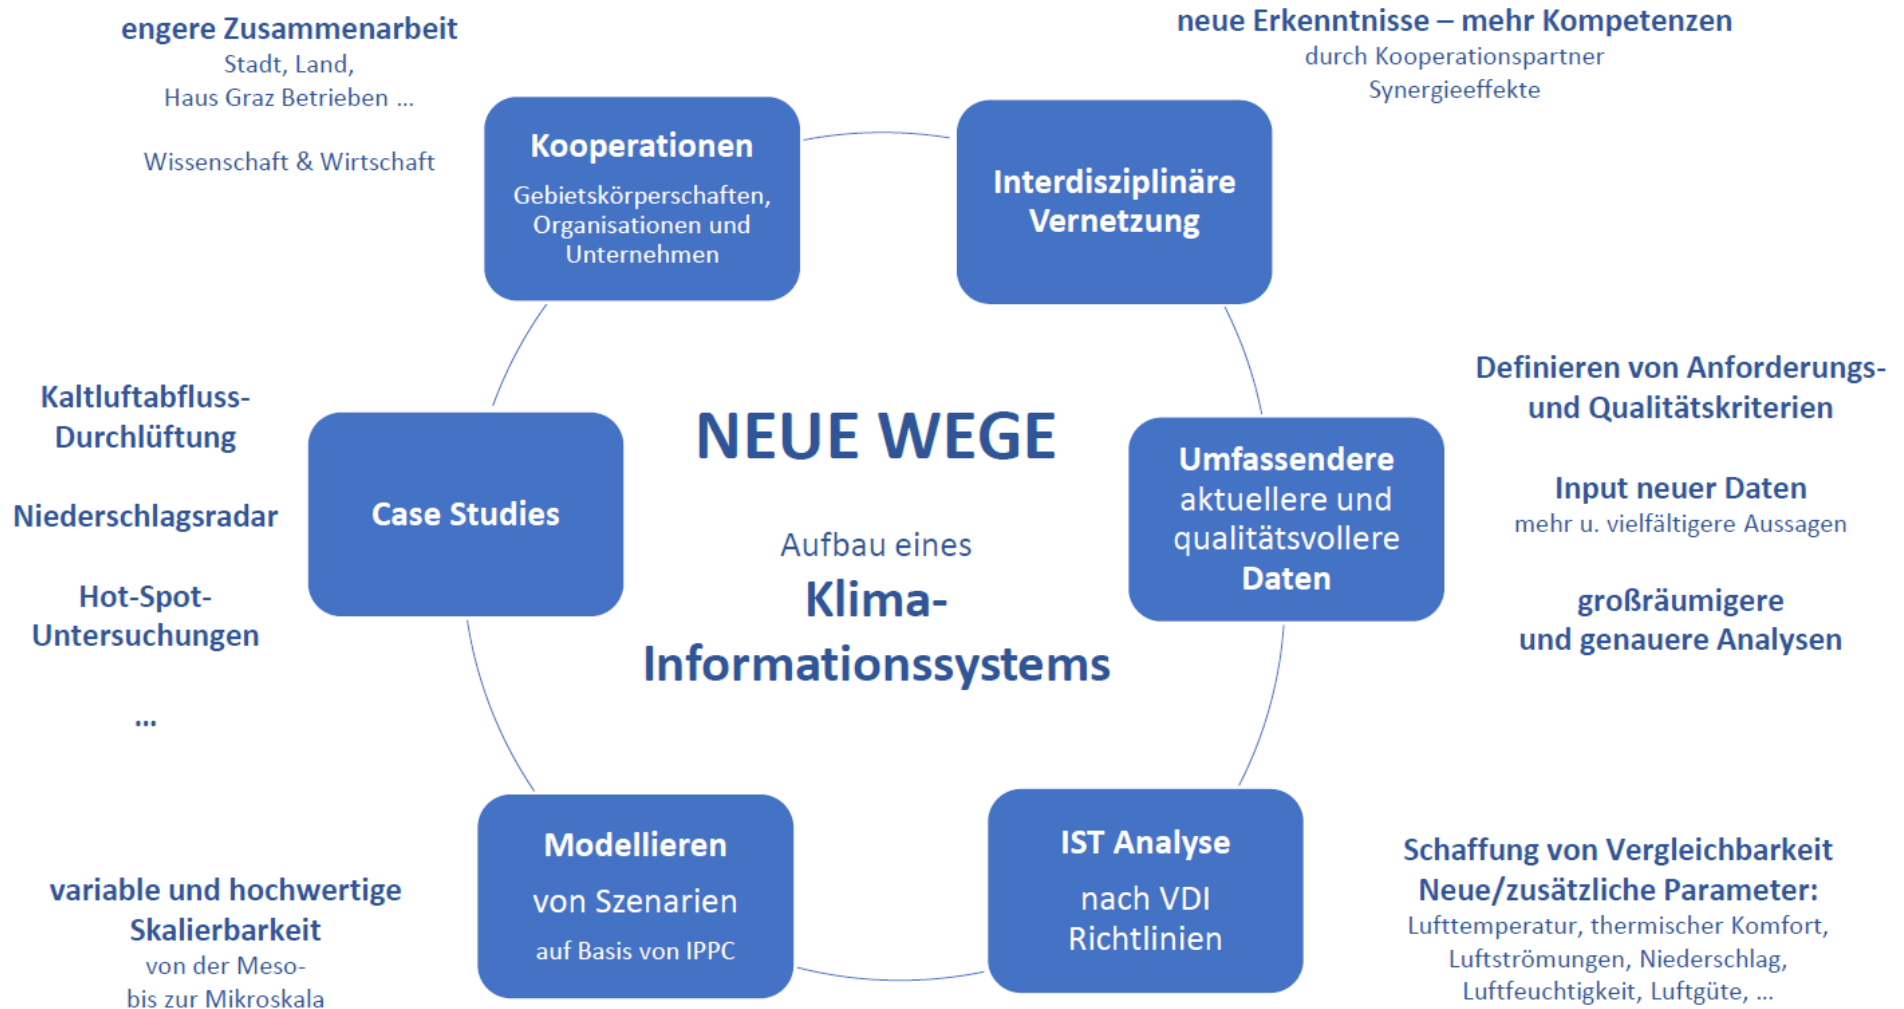 engere Zusammenarbeit
Stadt, Land,
Haus Graz Betrieben ...
Wissenschaft & Wirtschaft
Kooperationen
Gebietskörperschaften,
Organisationen und
Unternehmen
neue Erkenntnisse – mehr Kompetenzen
durch Kooperationspartner
Synergieeffekte
Interdisziplinäre
Vernetzung
Kaltluftabfluss-
Durchlüftung
Niederschlagsradar
Hot-Spot-
Untersuchungen
...
Case Studies
NEUE WEGE
Aufbau eines
Klima-
Informationssystems
Umfassendere
aktuellere und
qualitätsvollere
Daten
Definieren von Anforderungs-
und Qualitätskriterien
Input neuer Daten
mehr u. vielfältigere Aussagen
großräumigere
und genauere Analysen
variable und hochwertige
Skalierbarkeit
von der Meso-
bis zur Mikroskala
Modellieren
von Szenarien
auf Basis von IPPC
IST Analyse
nach VDI
Richtlinien
Schaffung von Vergleichbarkeit
Neue/zusätzliche Parameter:
Lufttemperatur, thermischer Komfort,
Luftströmungen, Niederschlag,
Luftfeuchtigkeit, Luftgüte, ...